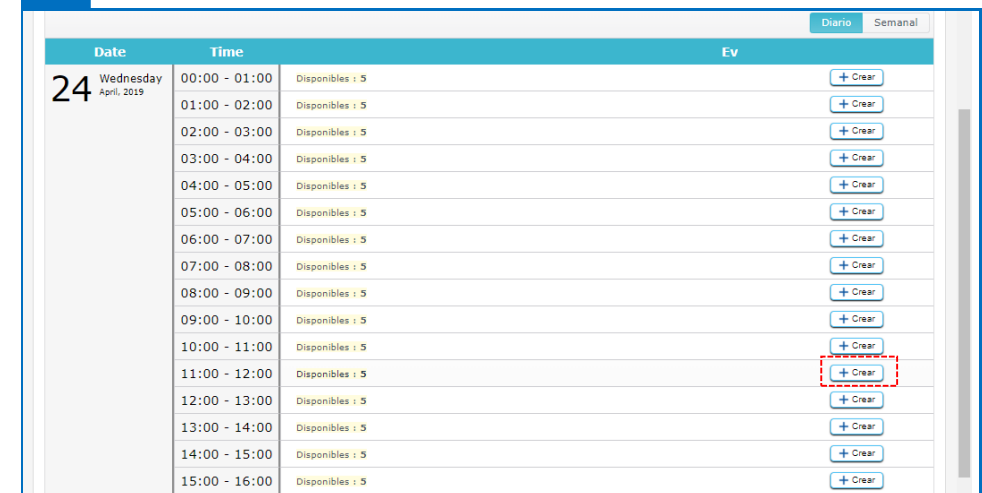 Diario Semanal
Date Time Ev
24 Wednesday 00:00 - 01:00 Disponibles : 5 + Crear
April, 2019
01:00 - 02:00 Disponibles : 5 + Crear
02:00 - 03:00 Disponibles : 5 + Crear
03:00 - 04:00 Disponibles : 5 + Crear
04:00 - 05:00 Disponibles : 5 + Crear
05:00 - 06:00 Disponibles : 5 + Crear
06:00 - 07:00 Disponibles : 5 + Crear
07:00 - 08:00 Disponibles : 5 + Crear
08:00 - 09:00 Disponibles : 5 + Crear
09:00 - 10:00 Disponibles : 5 + Crear
10:00 - 11:00 Disponibles : 5 + Crear
11:00 - 12:00 Disponibles : 5 + Crear
12:00 - 13:00 Disponibles : 5 + Crear
13:00 - 14:00 Disponibles : 5 + Crear
14:00 - 15:00 Disponibles : 5 + Crear
15:00 - 16:00 Disponibles : 5 + Crear